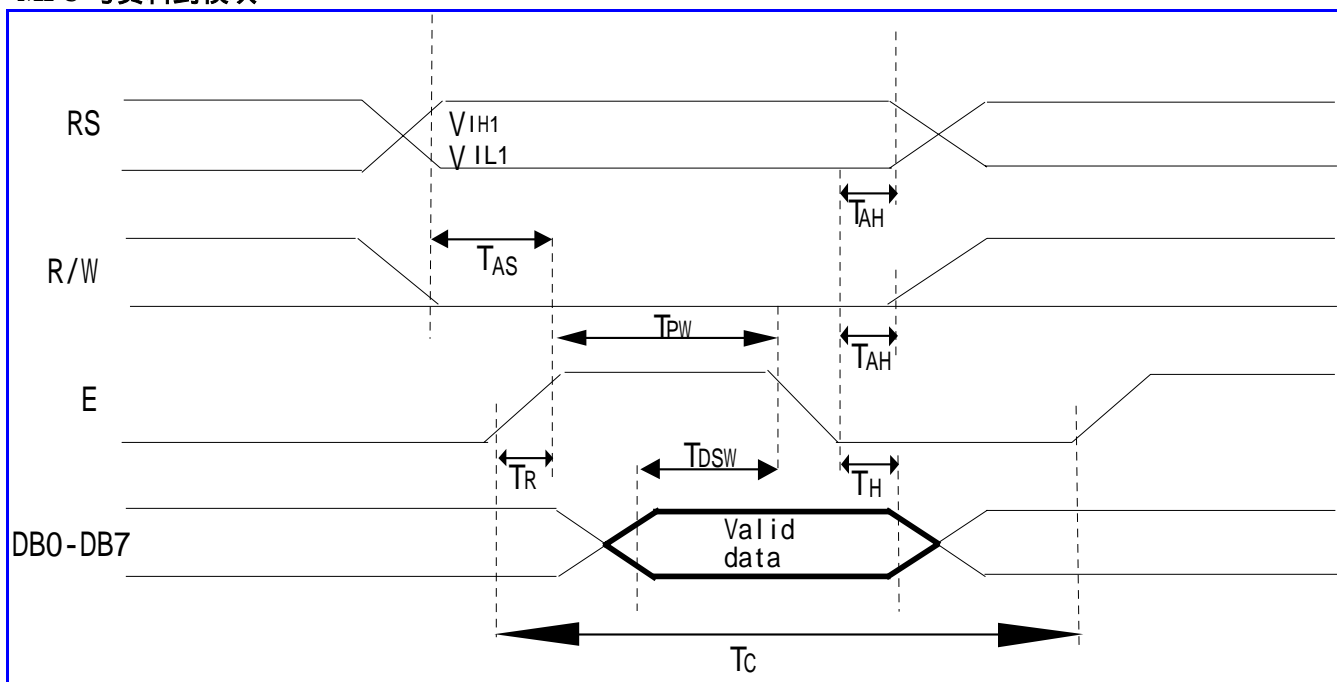 RS
VIH1
VIL1
TAH
R/W
TAS
TPW
TAH
E
TR
TDSW
TH
DB0-DB7
Valid
data
TC